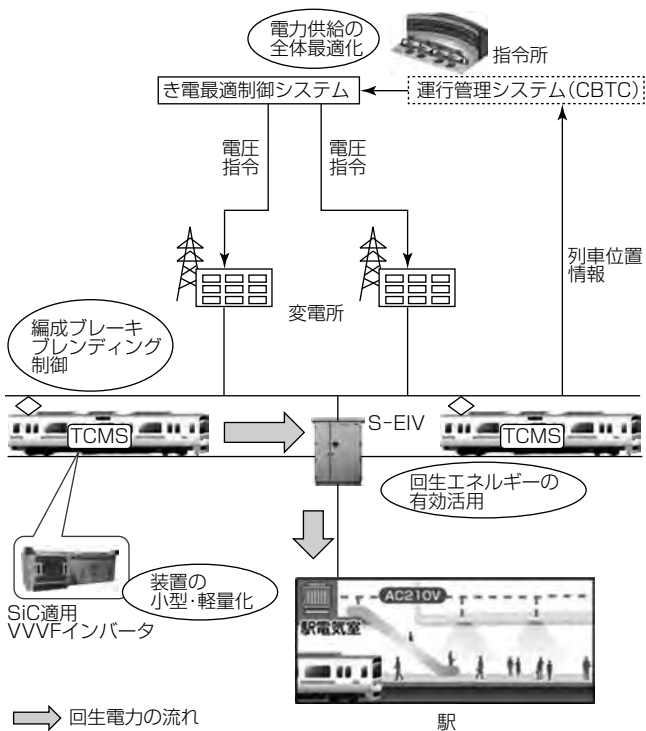 電力供給の
全体最適化
指令所
き電最適制御システム
運行管理システム(CBTC)
電圧
指令
電圧
指令
列車位置
情報
変電所
編成ブレーキ
ブレンディング
制御
S-EIV
TCMS
TCMS
回生エネルギーの
有効活用
装置の
小型・軽量化
SiC適用
VVVFインバータ
AC210V
駅電気室
回生電力の流れ
駅